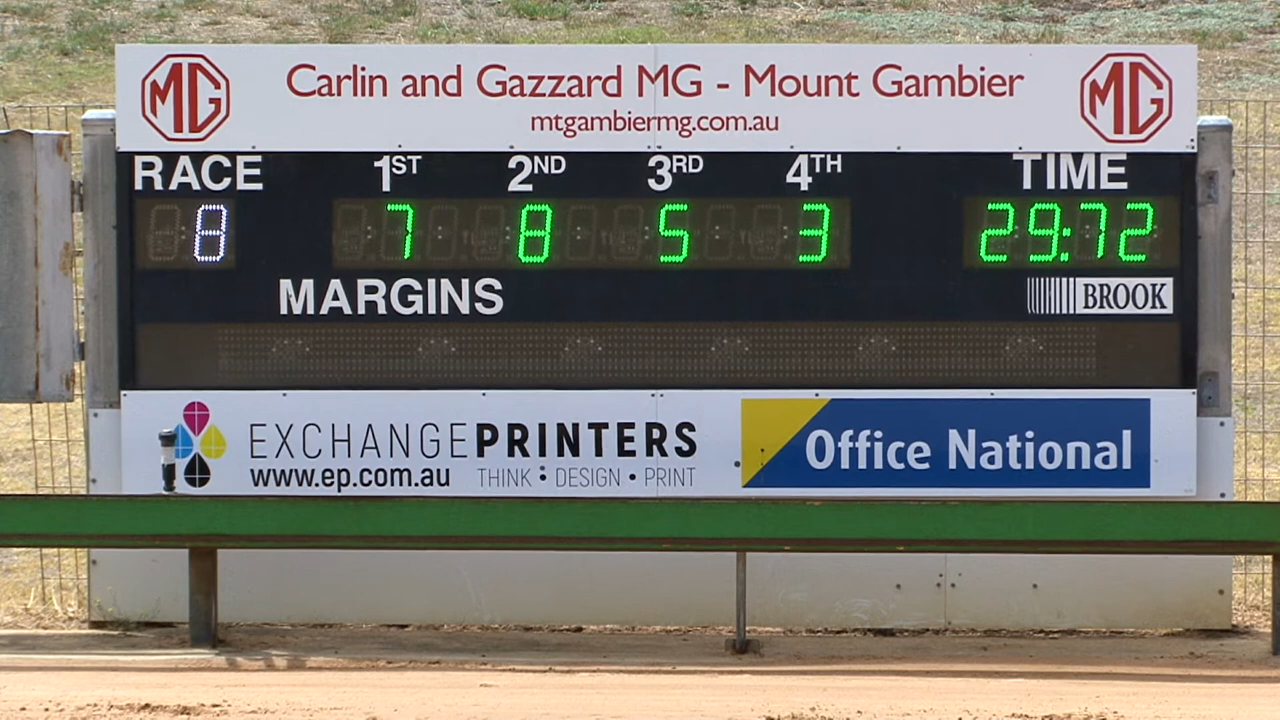 MG Carlin and Gazzard MG - Mount Gambier MG
mtgambiermg.com.au
RACE 1ST 2ND 3RD 4TH TIME
8 7 8 5 3 29:72
MARGINS BROOK
EXCHANGEPRINTERS Office National
www.ep.com.au THINK • DESIGN • PRINT